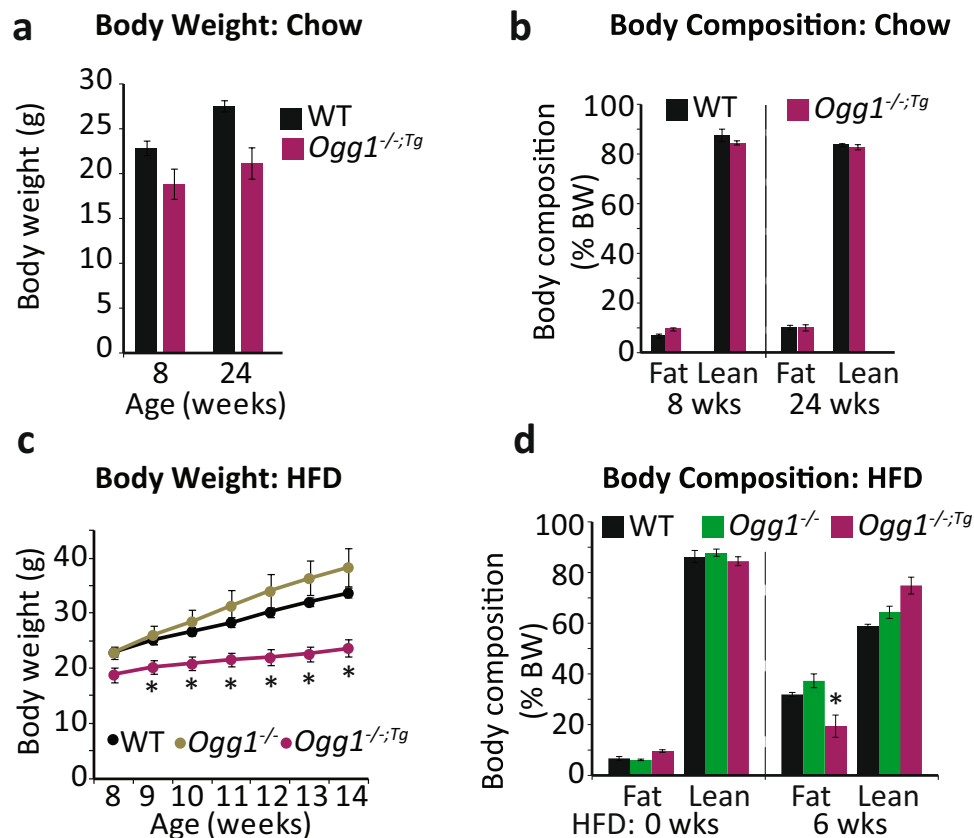 a Body Weight: Chow
Body weight (g)
30
25
20
15
10
5
0
WT
Ogg1-/-;Tg
8 24
Age (weeks)
b Body Composition: Chow
Body composition
(% BW)
100
80
60
40
20
0
WT Ogg1-/-;Tg
Fat Lean Fat Lean
8 wks 24 wks
c Body Weight: HFD
Body weight (g)
40
30
20
10
0
* * * * * *
WT Ogg1-/- Ogg1-/-;Tg
8 9 10 11 12 13 14
Age (weeks)
d Body Composition: HFD
Body composition
(% BW)
100
80
60
40
20
0
WT Ogg1-/- Ogg1-/-;Tg
*
Fat Lean Fat Lean
HFD: 0 wks 6 wks